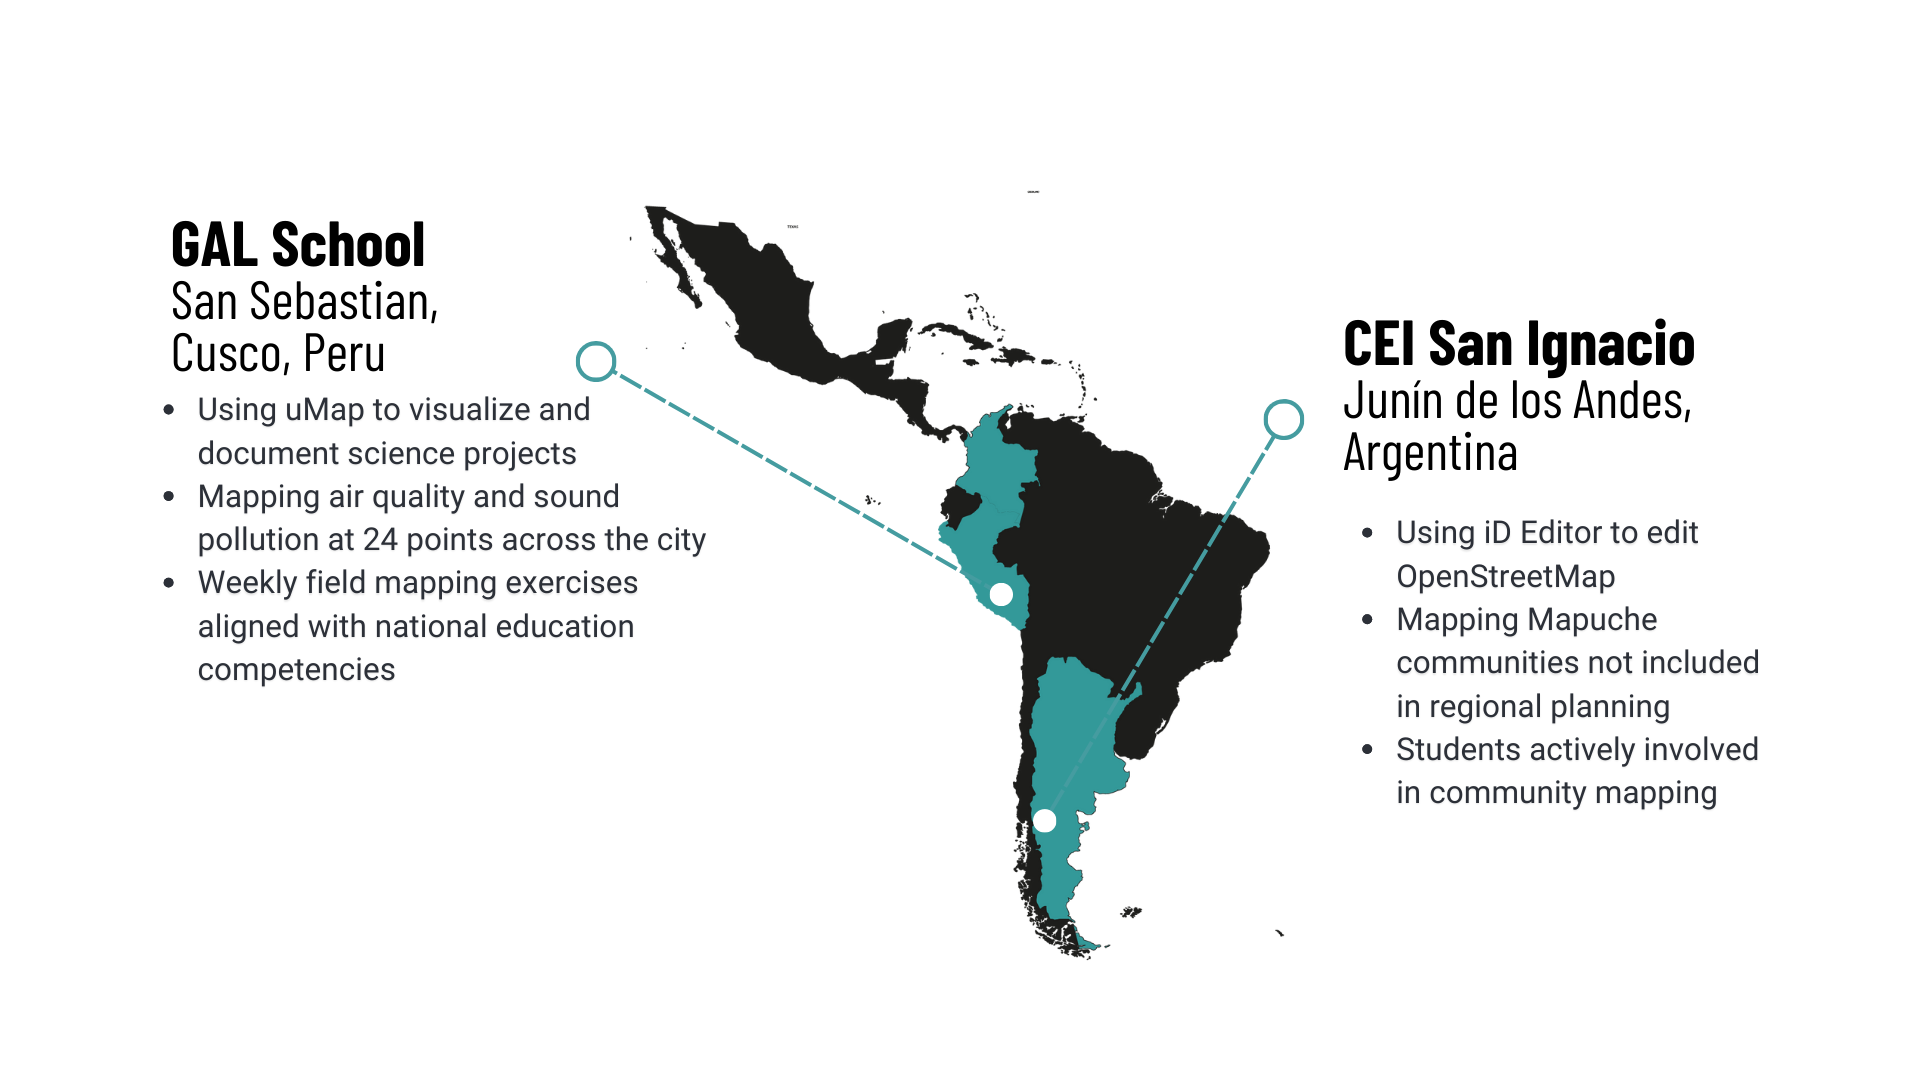 GAL School
San Sebastian,
Cusco, Peru
• Using uMap to visualize and
document science projects
• Mapping air quality and sound
pollution at 24 points across the city
• Weekly field mapping exercises
aligned with national education
competencies
CEI San Ignacio
Junín de los Andes,
Argentina
• Using iD Editor to edit
OpenStreetMap
• Mapping Mapuche
communities not included
in regional planning
• Students actively involved
in community mapping